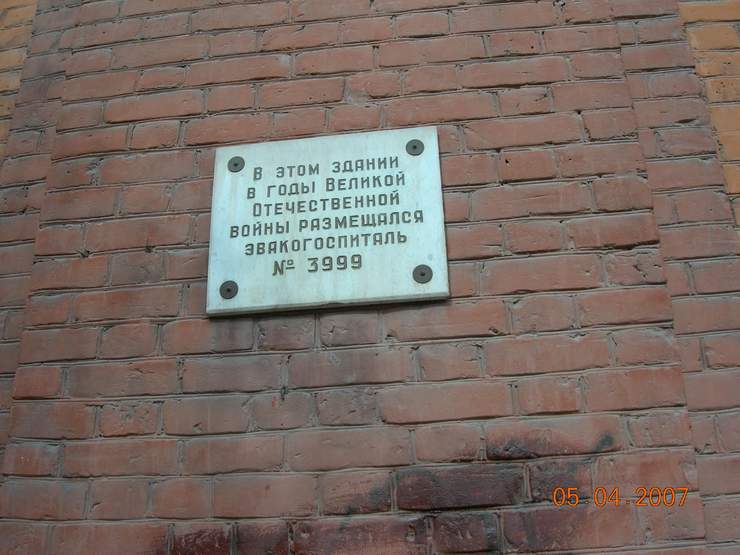 В ЭТОМ ЗДАНИИ
В ГОДЫ ВЕЛИКОЙ
ОТЕЧЕСТВЕННОЙ
ВОЙНЫ РАЗМЕЩАЛСЯ
ЭВАКОГОСПИТАЛЬ
№ 3999
05 04 2007